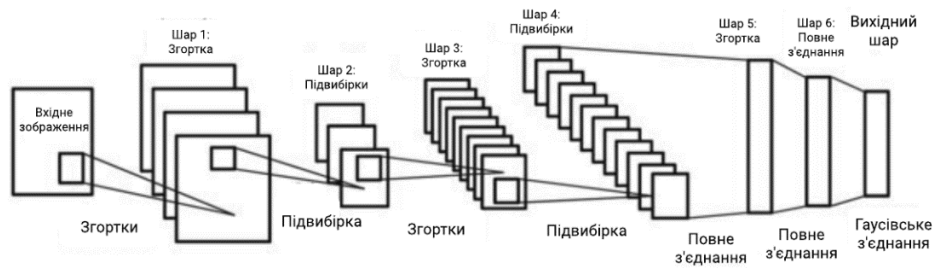 Вхідне
зображення
Шар 1:
Згортка
Шар 2:
Підвибірки
Шар 3:
Згортка
Шар 4:
Підвибірки
Шар 5:
Згортка
Шар 6:
Повне
з'єднання
Вихідний
шар
Згортки
Підвибірка
Згортки
Підвибірка
Повне
з'єднання
Повне
з'єднання
Гаусівське
з'єднання